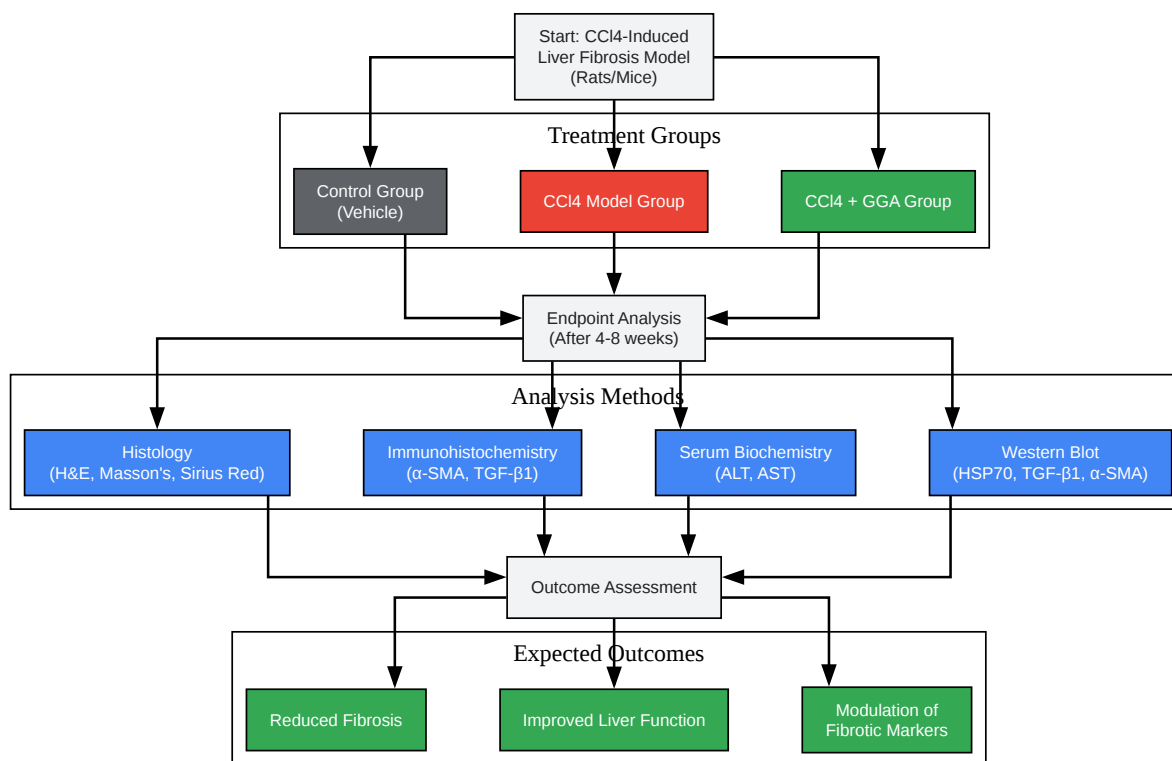 Start: CCl4-Induced
Liver Fibrosis Model
(Rats/Mice)
Treatment Groups
Control Group
(Vehicle)
CCl4 Model Group
CCl4 + GGA Group
Endpoint Analysis
(After 4-8 weeks)
Analysis Methods
Histology
(H&E, Masson's, Sirius Red)
Immunohistochemistry
(α-SMA, TGF-β1)
Serum Biochemistry
(ALT, AST)
Western Blot
(HSP70, TGF-β1, α-SMA)
Outcome Assessment
Expected Outcomes
Reduced Fibrosis
Improved Liver Function
Modulation of
Fibrotic Markers